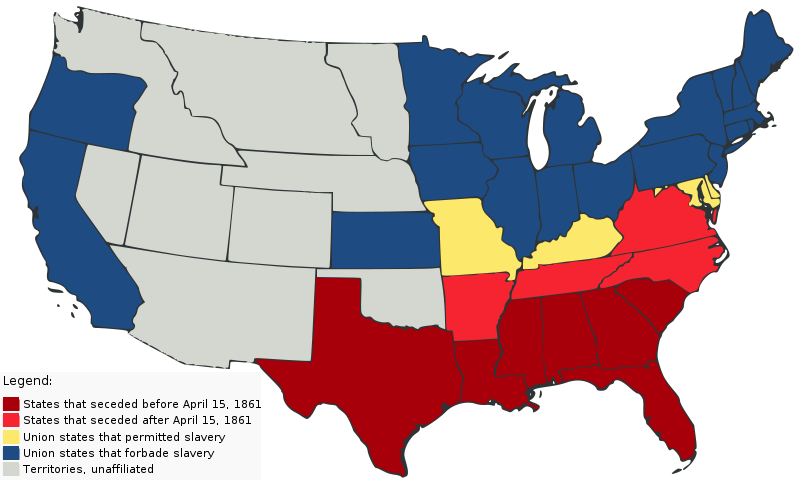 Legend:
States that seceded before April 15, 1861
States that seceded after April 15, 1861
Union states that permitted slavery
Union states that forbade slavery
Territories, unaffiliated